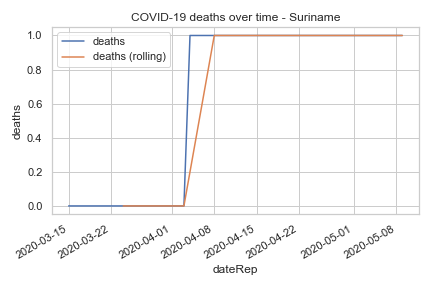 COVID-19 deaths over time - Suriname
deaths
deaths (rolling)
1.0
0.8
0.6
0.4
0.2
0.0
deaths
2020-03-15
2020-03-22
2020-04-01
2020-04-08
2020-04-15
2020-04-22
2020-05-01
2020-05-08
dateRep